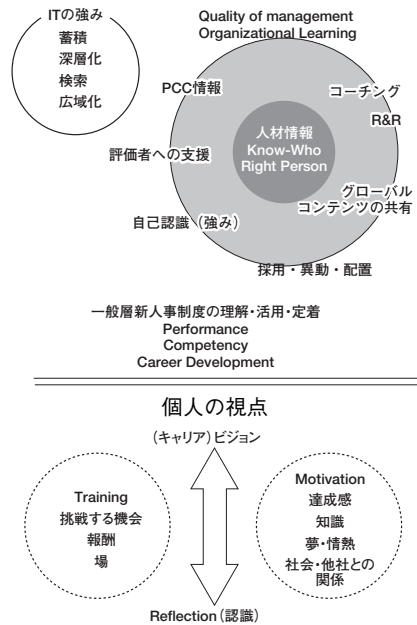 ITの強み
蓄積
深層化
検索
広域化
Quality of management
Organizational Learning
PCC情報
コーチング
R&R
人材情報
Know-Who
Right Person
評価者への支援
グローバル
コンテンツの共有
自己認識（強み）
採用・異動・配置
一般層新人事制度の理解・活用・定着
Performance
Competency
Career Development
個人の視点
（キャリア）ビジョン
Training
挑戦する機会
報酬
場
Motivation
達成感
知識
夢・情熱
社会・他社との
関係
Reflection（認識）